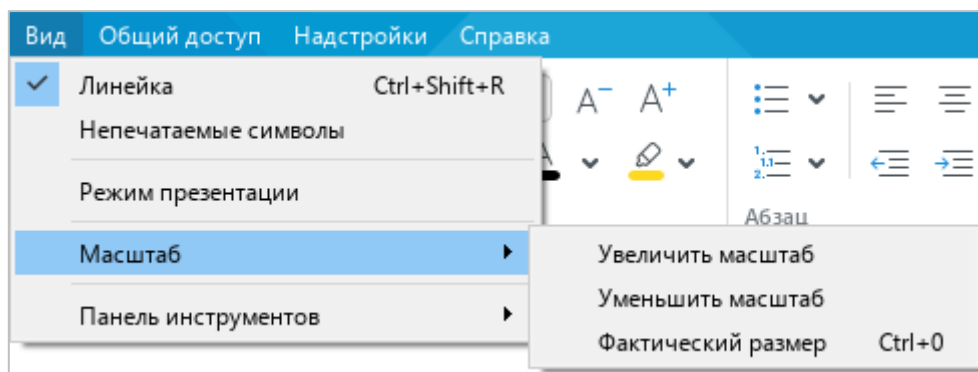 Вид Общий доступ Надстройки Справка
Линейка Ctrl+Shift+R
Непечатаемые символы
Режим презентации
Абзац
Масштаб
Увеличить масштаб
Уменьшить масштаб
Панель инструментов
Фактический размер Ctrl+0